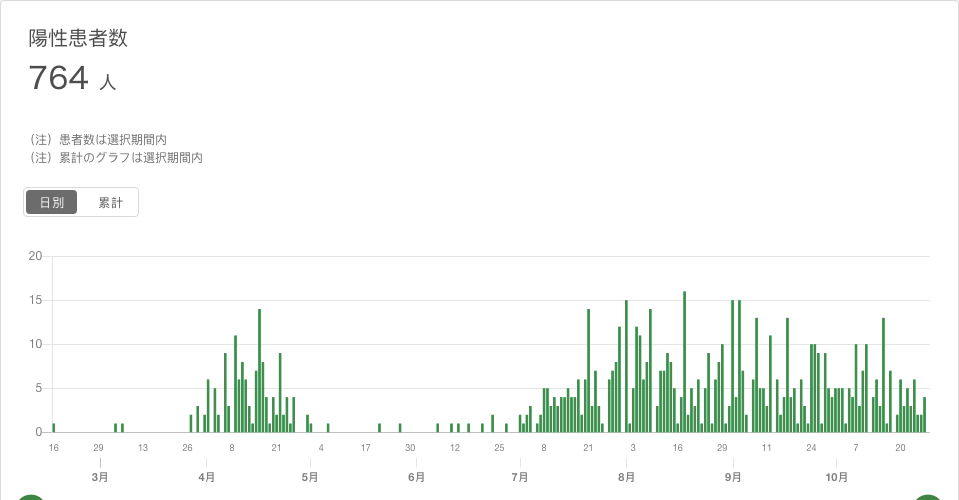 陽性患者数
764 人
（注）患者数は選択期間内
（注）累計のグラフは選択期間内
日別 累計
20
15
10
5
0
16 29 13 26 8 21 4 17 30 12 25 8 21 3 16 29 11 24 7 20
3月 4月 5月 6月 7月 8月 9月 10月